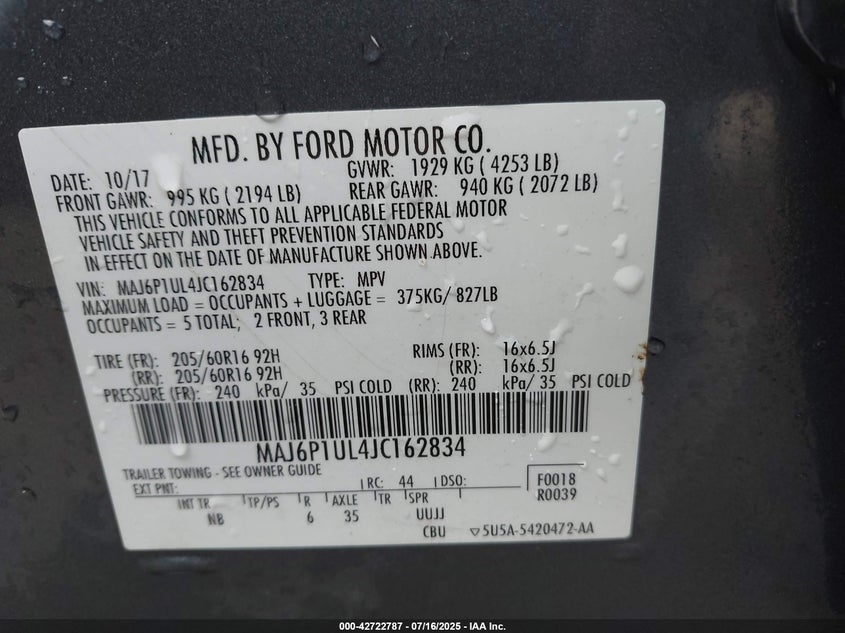 MFD. BY FORD MOTOR CO.
DATE: 10/17 GVWR: 1929 KG ( 4253 LB)
FRONT GAWR: 995 KG ( 2194 LB) REAR GAWR: 940 KG ( 2072 LB)
THIS VEHICLE CONFORMS TO ALL APPLICABLE FEDERAL MOTOR
VEHICLE SAFETY AND THEFT PREVENTION STANDARDS
IN EFFECT ON THE DATE OF MANUFACTURE SHOWN ABOVE.
VIN: MAJ6P1UL4JC162834 TYPE: MPV
MAXIMUM LOAD = OCCUPANTS + LUGGAGE = 375KG/ 827LB
OCCUPANTS = 5 TOTAL; 2 FRONT, 3 REAR
TIRE (FR): 205/60R16 92H RIMS (FR): 16x6.5J
(RR): 205/60R16 92H (RR): 16x6.5J
PRESSURE (FR): 240 kPa/ 35 PSI COLD (RR): 240 kPa/ 35 PSI COLD
MAJ6P1UL4JC162834
TRAILER TOWING - SEE OWNER GUIDE
EXT PNT: RC: 44 DSO: F0018
R0039
INT TR TP/PS R AXLE TR SPR
NB 6 35 UUJJ
CBU 5U5A-5420472-AA
000-42722787 - 07/16/2025 - IAA Inc.